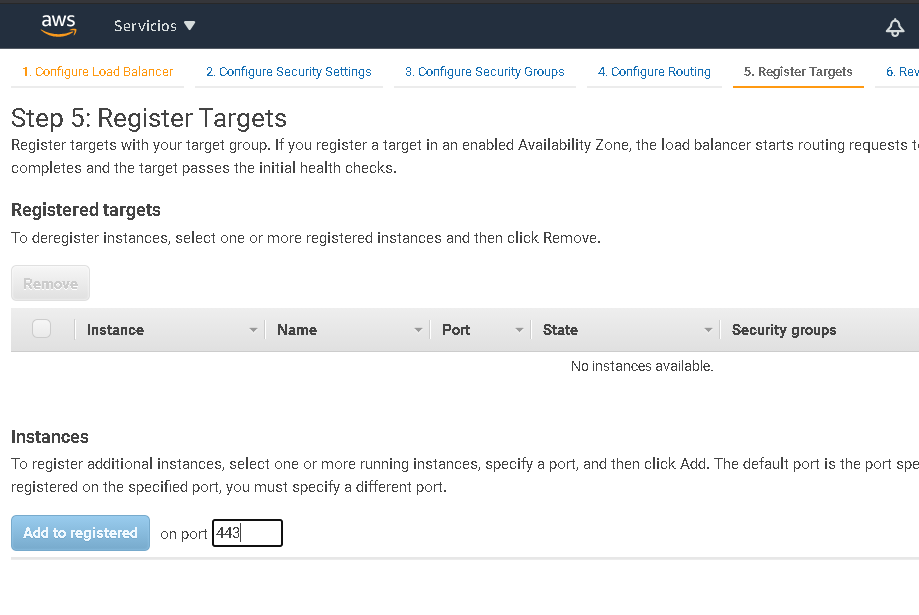 aws Servicios
1. Configure Load Balancer 2. Configure Security Settings 3. Configure Security Groups 4. Configure Routing 5. Register Targets 6. Rev
Step 5: Register Targets
Register targets with your target group. If you register a target in an enabled Availability Zone, the load balancer starts routing requests t
completes and the target passes the initial health checks.
Registered targets
To deregister instances, select one or more registered instances and then click Remove.
Remove
Instance Name Port State Security groups
No instances available.
Instances
To register additional instances, select one or more running instances, specify a port, and then click Add. The default port is the port spe
registered on the specified port, you must specify a different port.
Add to registered on port 443